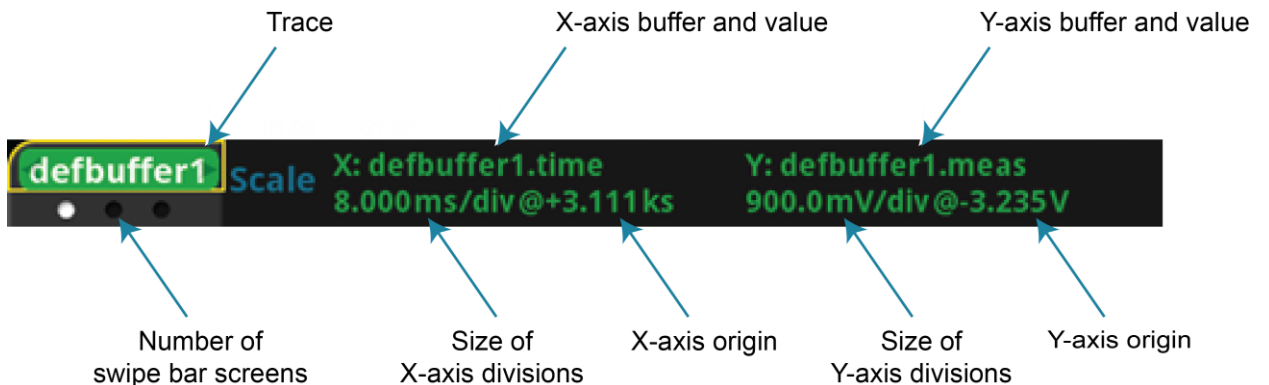 Trace
X-axis buffer and value
Y-axis buffer and value
defbuffer1
Scale
X: defbuffer1.time
8.000ms/div@+3.111ks
Y: defbuffer1.meas
900.0mV/div@-3.235V
Number of
swipe bar screens
Size of
X-axis divisions
X-axis origin
Size of
Y-axis divisions
Y-axis origin